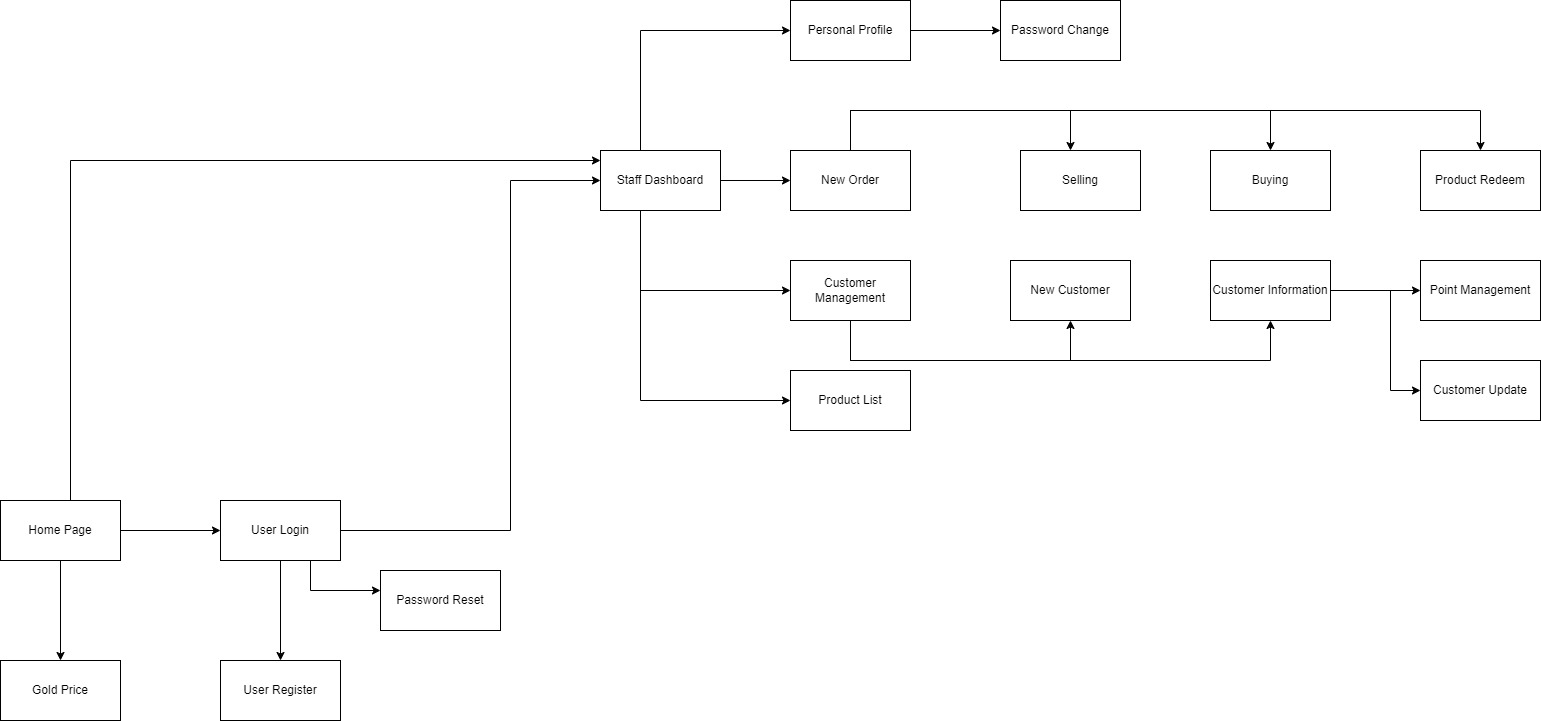 Personal Profile
Password Change
Staff Dashboard
New Order
Selling
Buying
Product Redeem
Customer
Management
New Customer
Customer Information
Point Management
Product List
Customer Update
Home Page
User Login
Password Reset
Gold Price
User Register